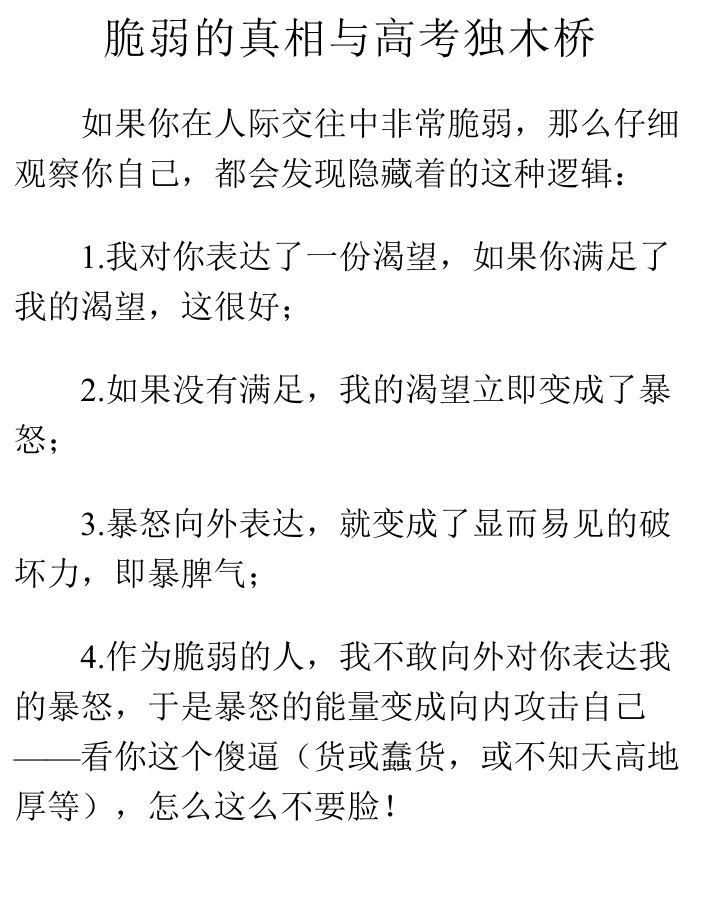 脆弱的真相与高考独木桥
如果你在人际交往中非常脆弱，那么仔细
观察你自己，都会发现隐藏着的这种逻辑：
1.我对你表达了一份渴望，如果你满足了
我的渴望，这很好；
2.如果没有满足，我的渴望立即变成了暴
怒；
3.暴怒向外表达，就变成了显而易见的破
坏力，即暴脾气；
4.作为脆弱的人，我不敢向外对你表达我
的暴怒，于是暴怒的能量变成向内攻击自己
——看你这个傻逼（货或蠢货，或不知天高地
厚等），怎么这么不要脸！